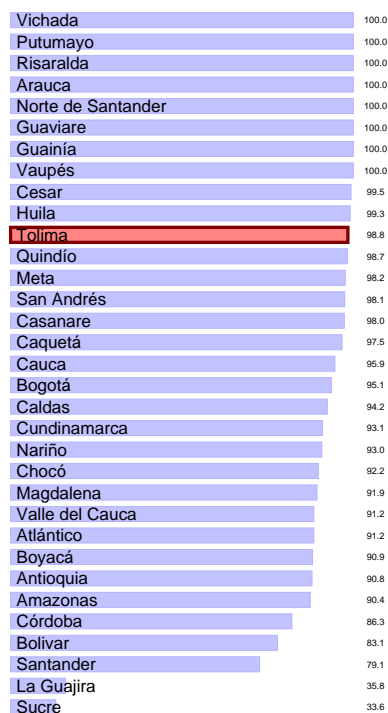 Vichada 100.0
Putumayo 100.0
Risaralda 100.0
Arauca 100.0
Norte de Santander 100.0
Guaviare 100.0
Guainía 100.0
Vaupés 100.0
Cesar 99.5
Huila 99.3
Tolima 98.8
Quindío 98.7
Meta 98.2
San Andrés 98.1
Casanare 98.0
Caquetá 97.5
Cauca 95.9
Bogotá 95.1
Caldas 94.2
Cundinamarca 93.1
Nariño 93.0
Chocó 92.2
Magdalena 91.9
Valle del Cauca 91.2
Atlántico 91.2
Boyacá 90.9
Antioquia 90.8
Amazonas 90.4
Córdoba 86.3
Bolivar 83.1
Santander 79.1
La Guajira 35.8
Sucre 33.6